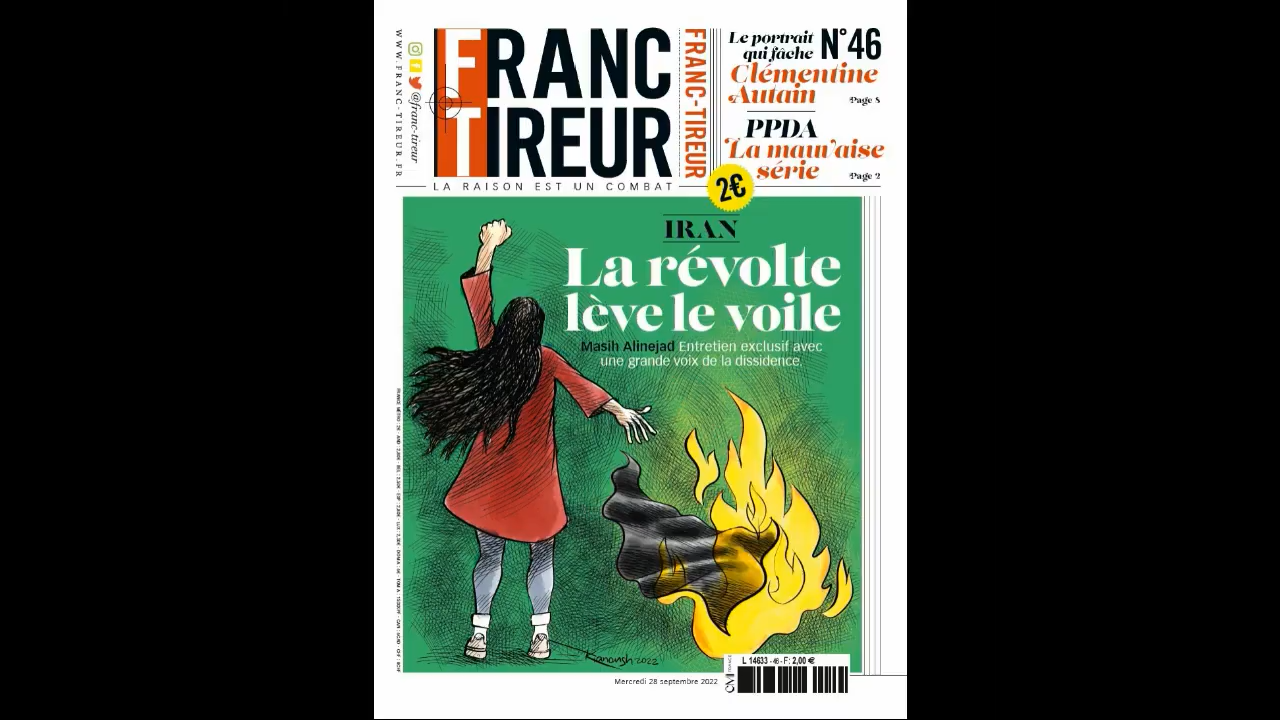 WWW.FRANC-TIREUR.FR
@franc-tireur
FRANC
TIREUR
FRANC-TIREUR
LA RAISON EST UN COMBAT
Le portrait
qui fâche
N°46
Clémentine
Autain
Page 8
PPDA
La mauvaise
série
Page 2
2€
IRAN
La révolte
lève le voile
Masih Alinejad Entretien exclusif avec
une grande voix de la dissidence.
Kianoush 2022
Mercredi 28 septembre 2022
L 14633 - 46 - F: 2,00 €